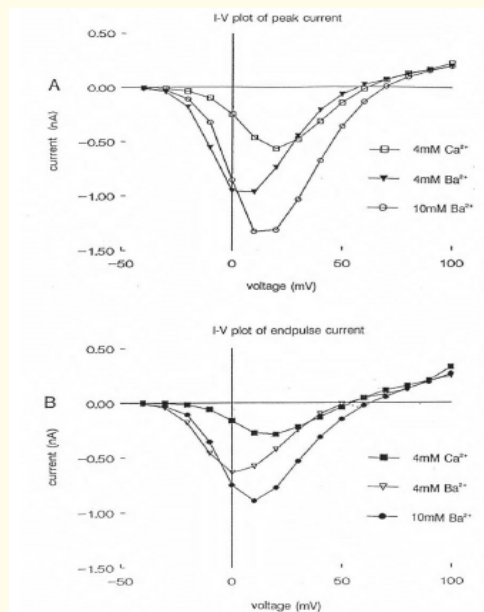 I-V plot of peak current
A
0.50
0.00
−0.50
−1.00
−1.50
current (nA)
4mM Ca²⁺
4mM Ba²⁺
10mM Ba²⁺
−50
0
50
100
voltage (mV)
I-V plot of endpulse current
B
0.50
0.00
−0.50
−1.00
−1.50
current (nA)
4mM Ca²⁺
4mM Ba²⁺
10mM Ba²⁺
−50
0
50
100
voltage (mV)